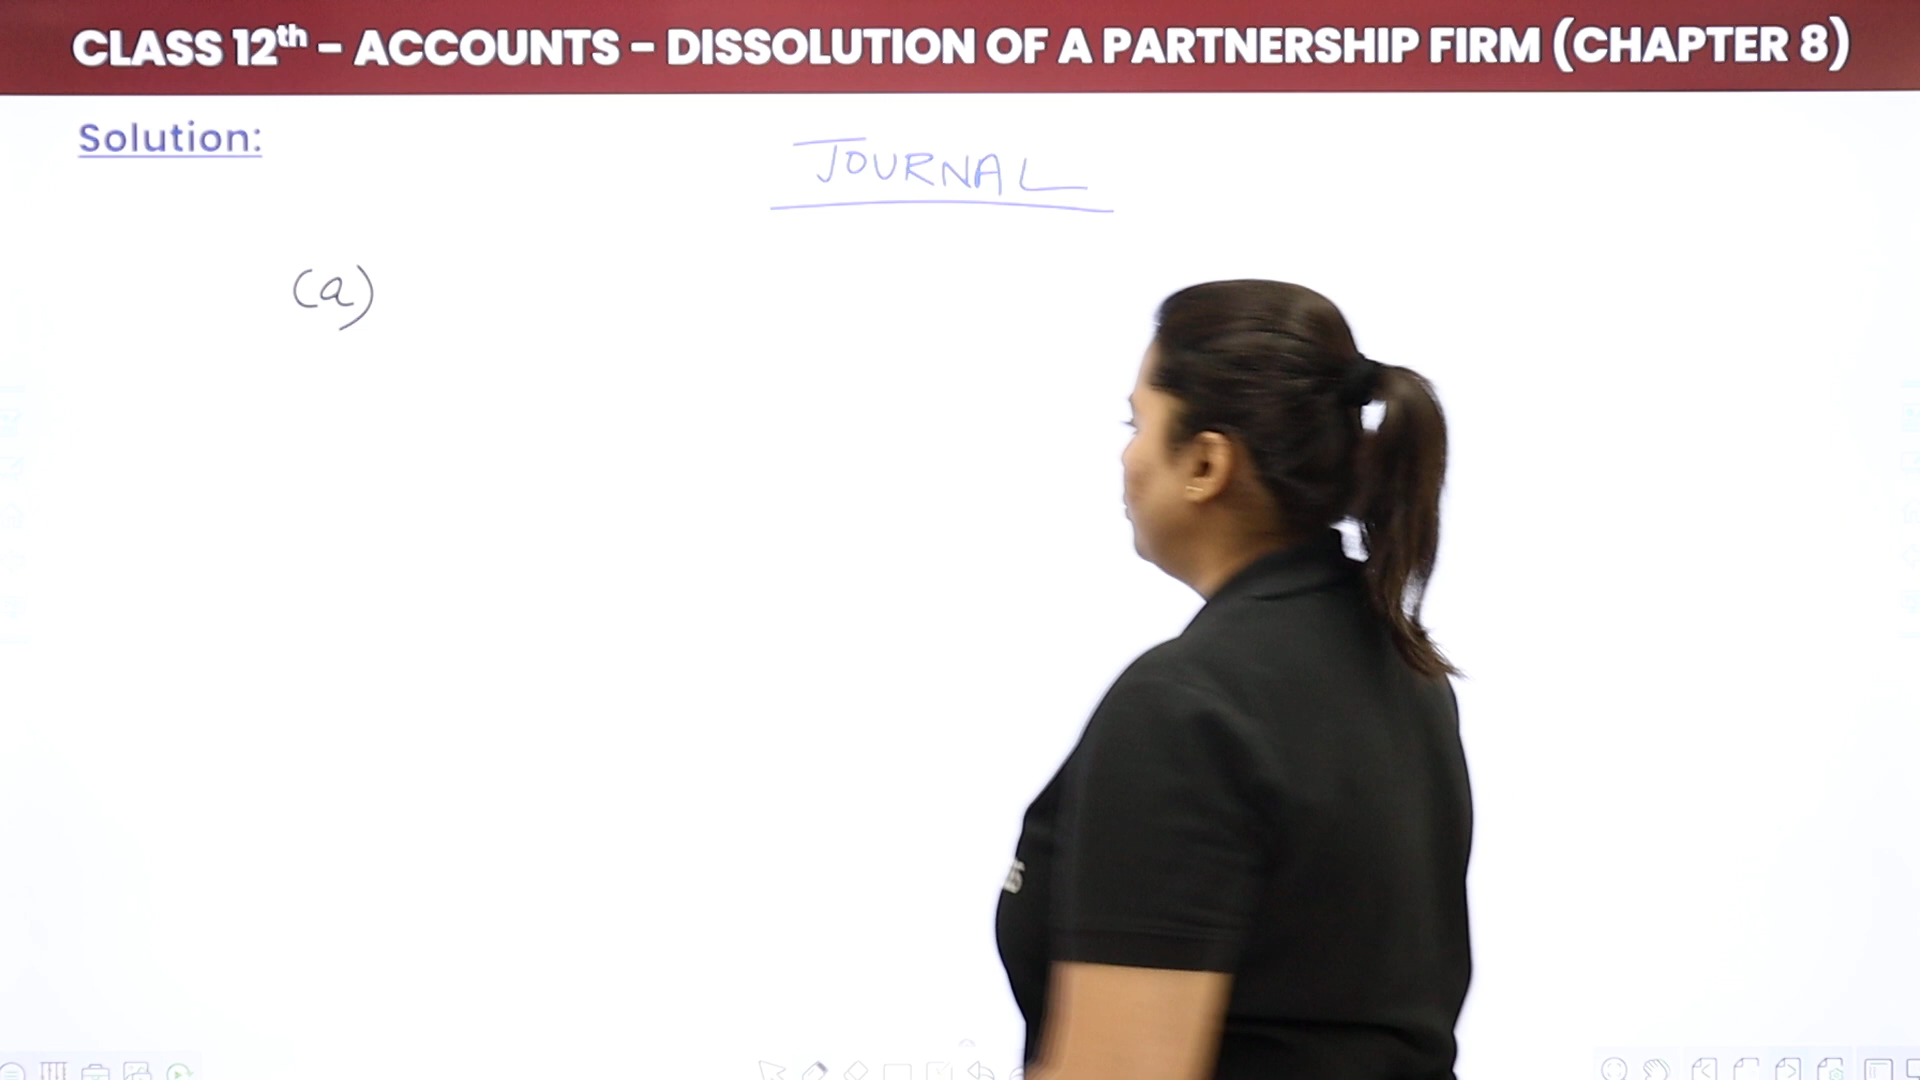 CLASS 12th – ACCOUNTS – DISSOLUTION OF A PARTNERSHIP FIRM (CHAPTER 8)
Solution:
JOURNAL
(a)